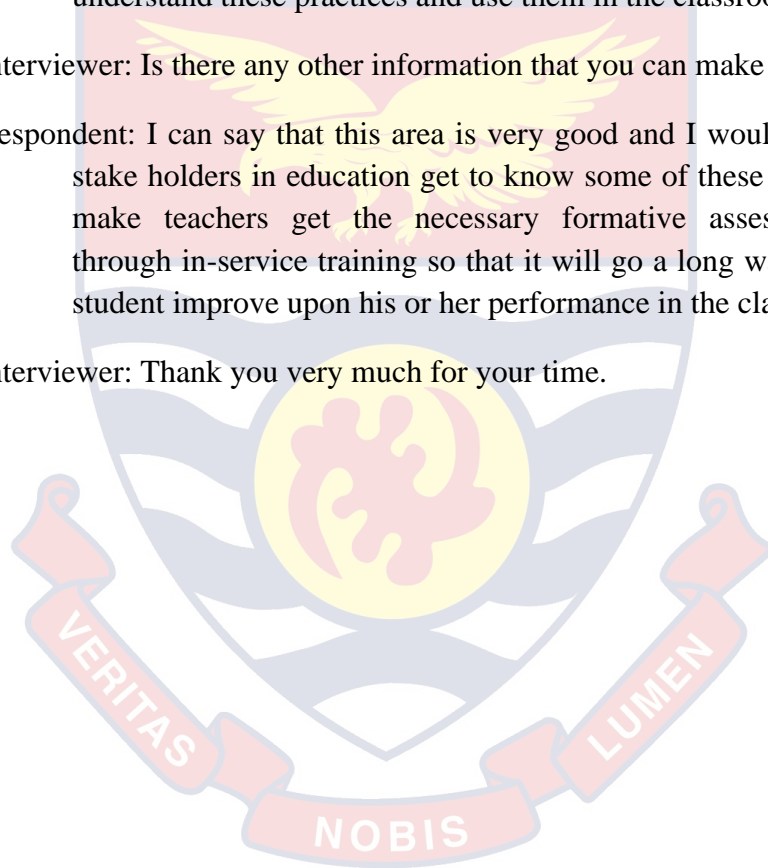 understand these practices and use them in the classroo
nterviewer: Is there any other information that you can make
espondent: I can say that this area is very good and I woul
stake holders in education get to know some of these
make teachers get the necessary formative asses
through in-service training so that it will go a long w
student improve upon his or her performance in the cla
nterviewer: Thank you very much for your time.
VERITAS
NOBIS
LUMEN